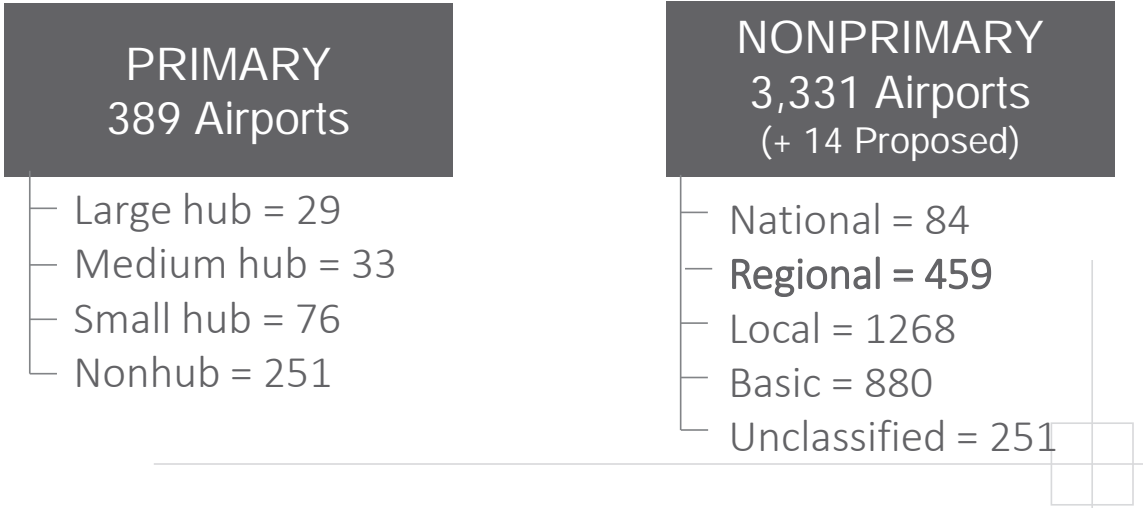 PRIMARY
389 Airports
Large hub = 29
Medium hub = 33
Small hub = 76
Nonhub = 251
NONPRIMARY
3,331 Airports
(+ 14 Proposed)
National = 84
Regional = 459
Local = 1268
Basic = 880
Unclassified = 251